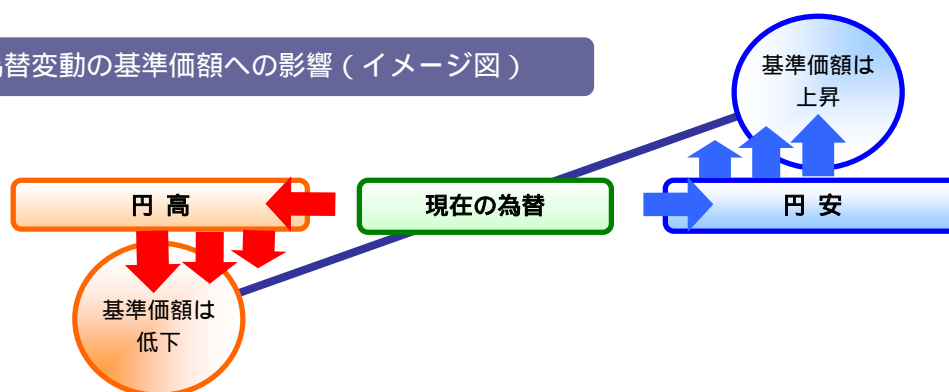 替変動の基準価額への影響（イメージ図）
基準価額は
上昇
円 高
現在の為替
円 安
基準価額は
低下